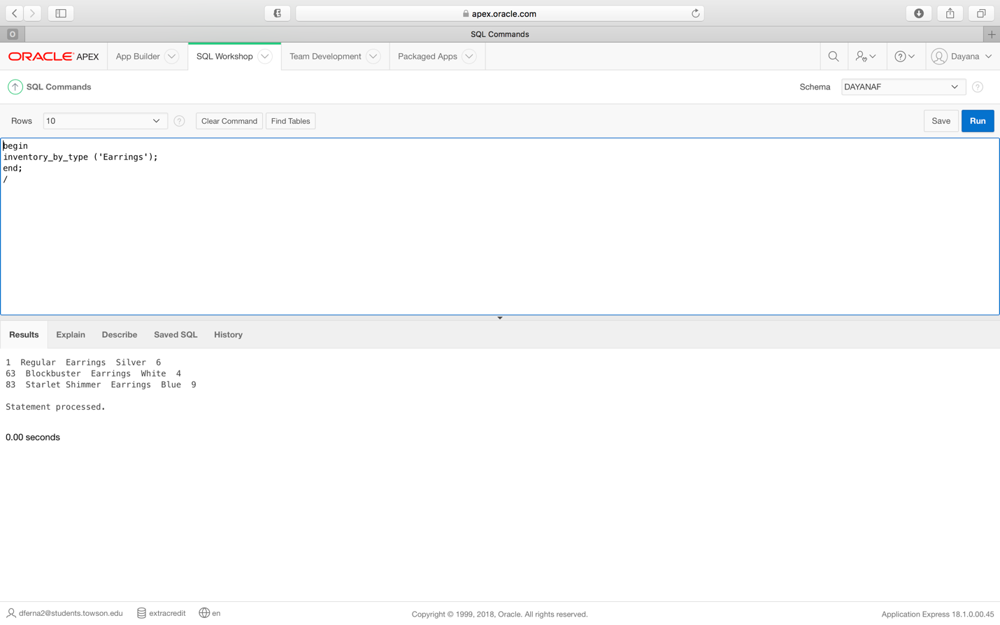 apex.oracle.com
O
SQL Commands
ORACLE APEX App Builder SQL Workshop Team Development Packaged Apps ? Dayana
SQL Commands Schema DAYANAF ?
Rows 10 ? Clear Command Find Tables Save Run
begin
inventory_by_type ('Earrings');
end;
/
Results Explain Describe Saved SQL History
1  Regular  Earrings  Silver  6
63  Blockbuster  Earrings  White  4
83  Starlet Shimmer  Earrings  Blue  9
Statement processed.
0.00 seconds
dferna2@students.towson.edu extracredit en Copyright © 1999, 2018, Oracle. All rights reserved. Application Express 18.1.0.00.45